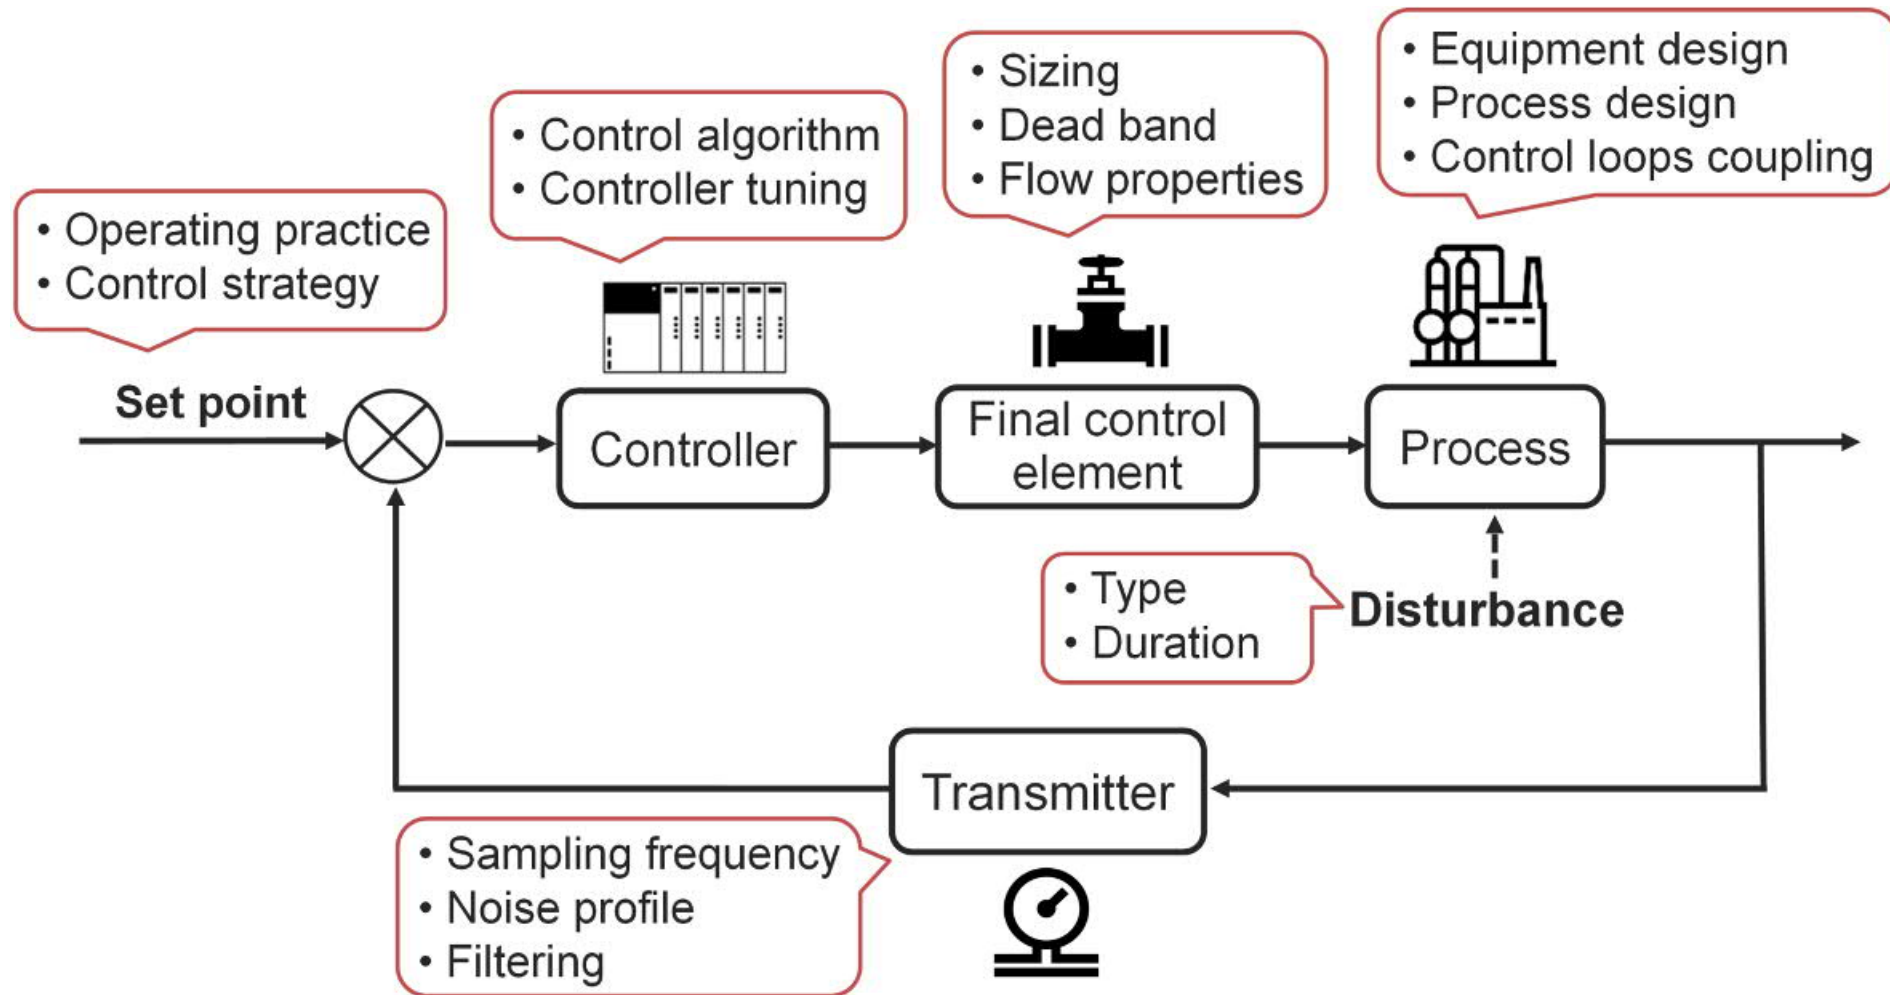 • Operating practice
• Control strategy
• Control algorithm
• Controller tuning
• Sizing
• Dead band
• Flow properties
• Equipment design
• Process design
• Control loops coupling
Set point
Controller
Final control
element
Process
• Type
• Duration
Disturbance
Transmitter
• Sampling frequency
• Noise profile
• Filtering